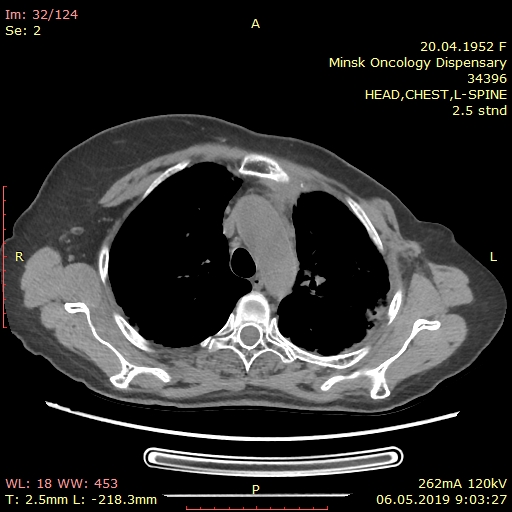 Im: 32/124
Se: 2
A
20.04.1952 F
Minsk Oncology Dispensary
34396
HEAD,CHEST,L-SPINE
2.5 stnd
R
L
WL: 18 WW: 453
T: 2.5mm L: -218.3mm
P
262mA 120kV
06.05.2019 9:03:27